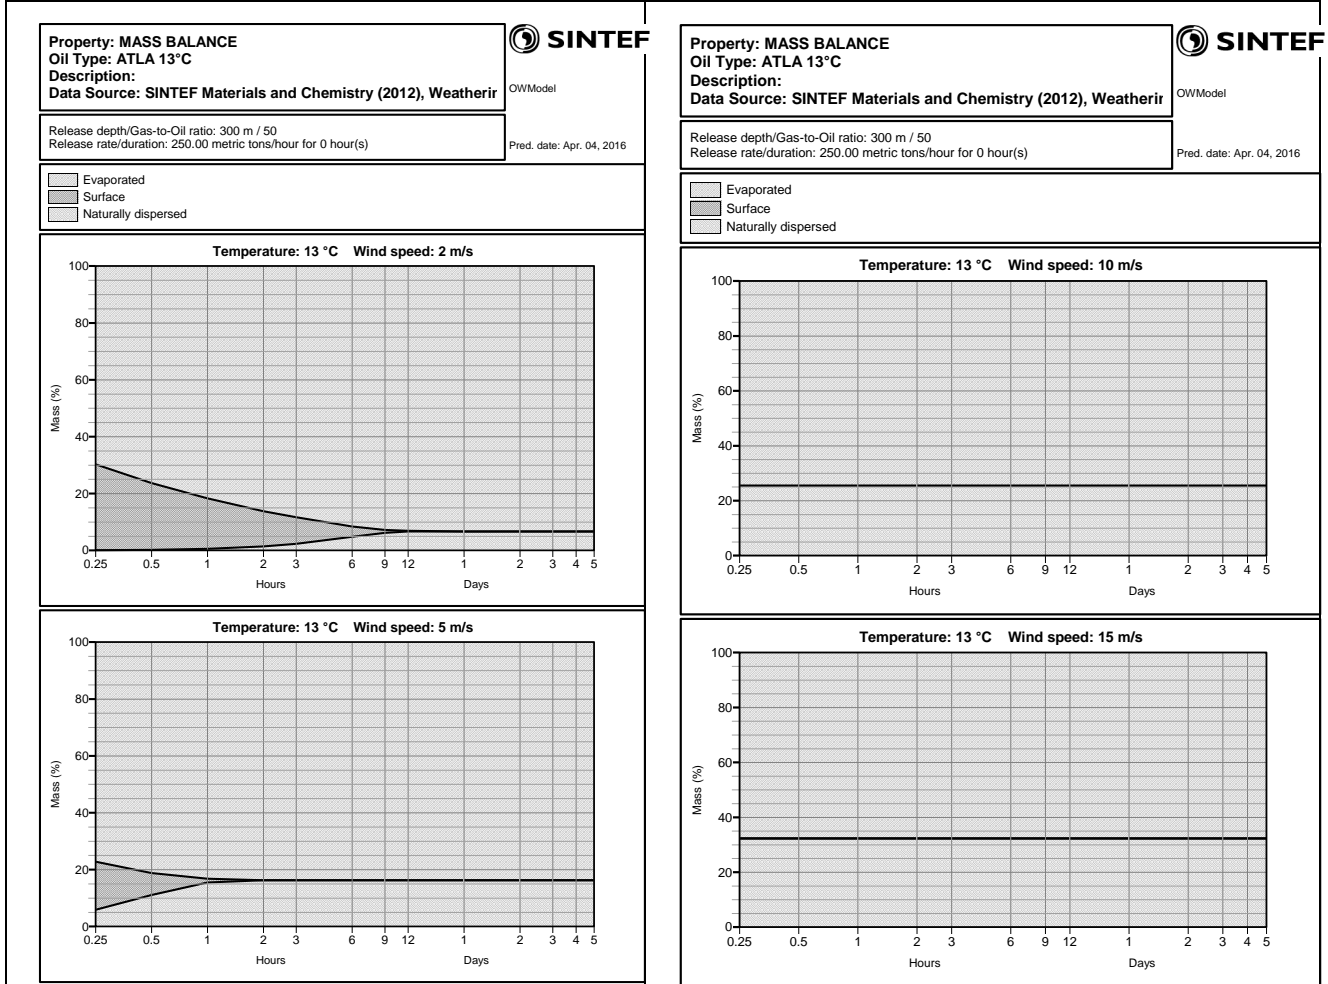 Property: MASS BALANCE
Oil Type: ATLA 13°C
Description:
Data Source: SINTEF Materials and Chemistry (2012), Weatherin
SINTEF
OWModel
Release depth/Gas-to-Oil ratio: 300 m / 50
Release rate/duration: 250.00 metric tons/hour for 0 hour(s)
Pred. date: Apr. 04, 2016
Evaporated
Surface
Naturally dispersed
Temperature: 13 °C Wind speed: 2 m/s
100
80
60
40
20
0
Mass (%)
0.25 0.5 1 2 3 6 9 12 1 2 3 4 5
Hours Days
Temperature: 13 °C Wind speed: 5 m/s
100
80
60
40
20
0
Mass (%)
0.25 0.5 1 2 3 6 9 12 1 2 3 4 5
Hours Days
Property: MASS BALANCE
Oil Type: ATLA 13°C
Description:
Data Source: SINTEF Materials and Chemistry (2012), Weatherin
SINTEF
OWModel
Release depth/Gas-to-Oil ratio: 300 m / 50
Release rate/duration: 250.00 metric tons/hour for 0 hour(s)
Pred. date: Apr. 04, 2016
Evaporated
Surface
Naturally dispersed
Temperature: 13 °C Wind speed: 10 m/s
100
80
60
40
20
0
Mass (%)
0.25 0.5 1 2 3 6 9 12 1 2 3 4 5
Hours Days
Temperature: 13 °C Wind speed: 15 m/s
100
80
60
40
20
0
Mass (%)
0.25 0.5 1 2 3 6 9 12 1 2 3 4 5
Hours Days